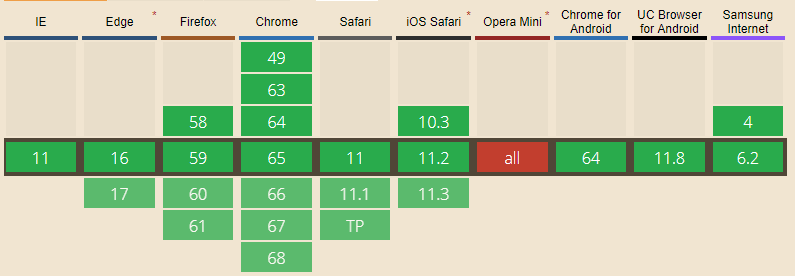 IE Edge * Firefox Chrome Safari iOS Safari * Opera Mini * Chrome for Android UC Browser for Android Samsung Internet
49
63
58 64 10.3 4
11 16 59 65 11 11.2 all 64 11.8 6.2
17 60 66 11.1 11.3
61 67 TP
68